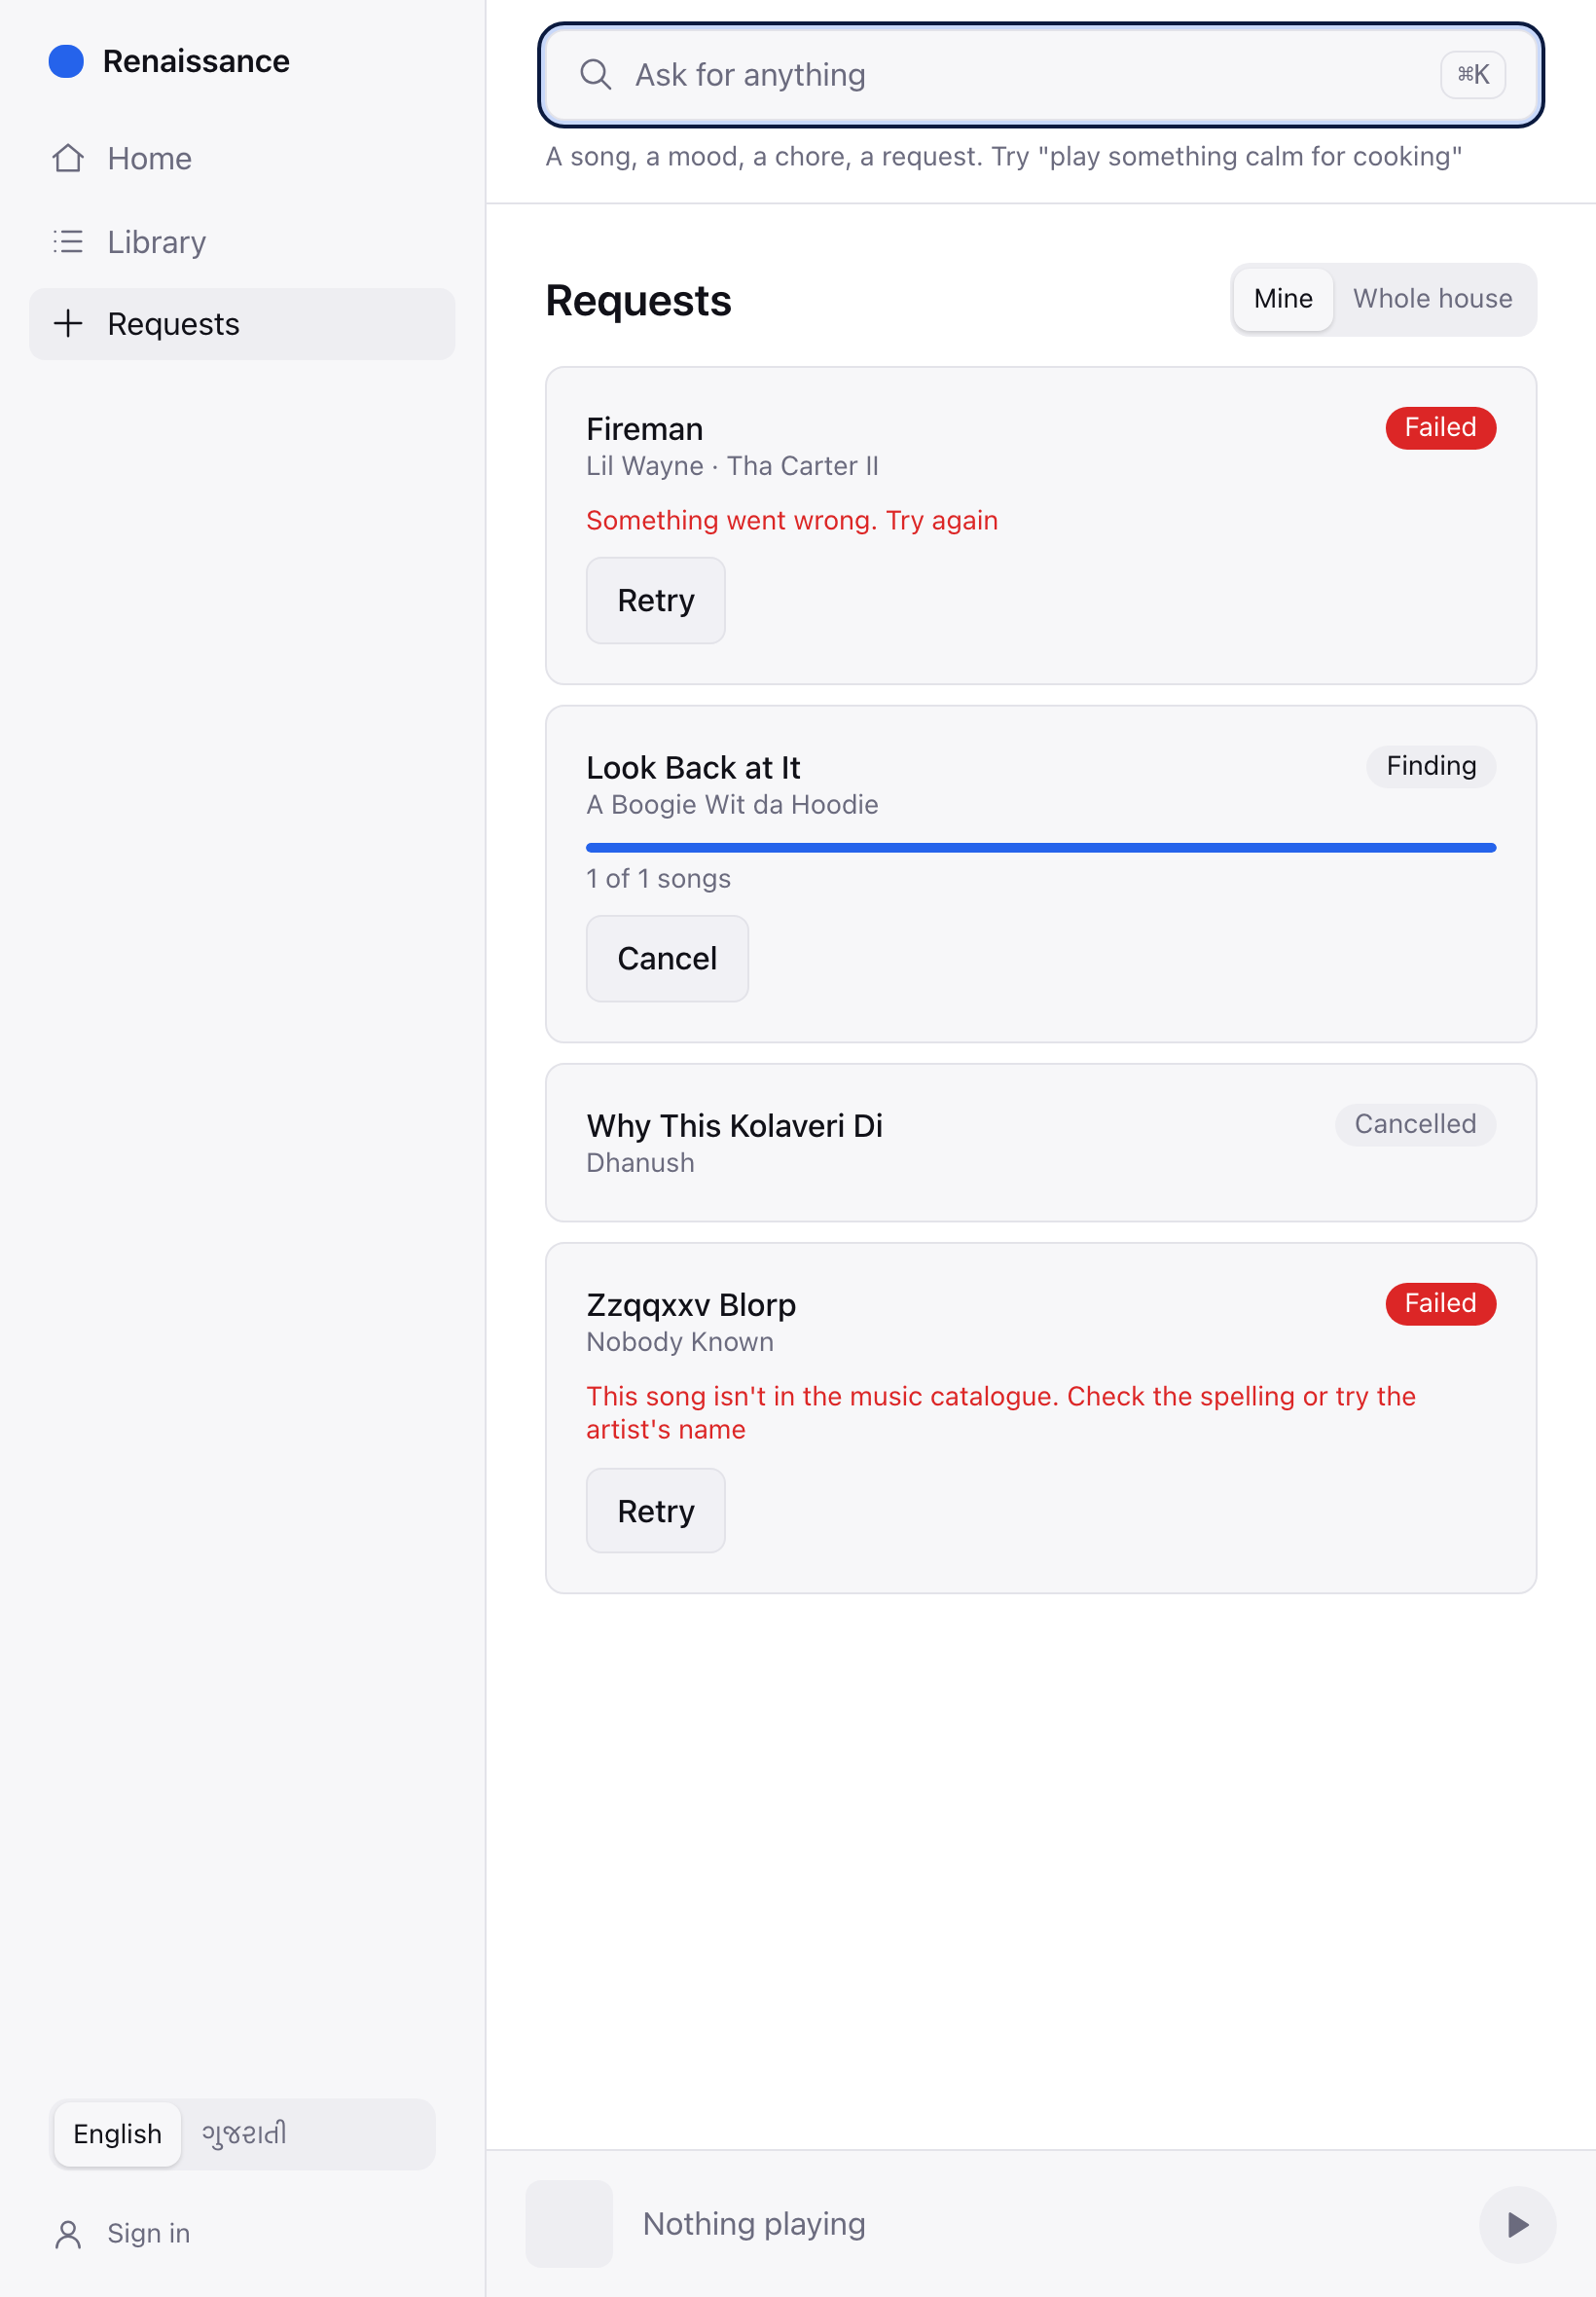 Renaissance
Home
Library
Requests
English
ગુજરાતી
Sign in
Ask for anything
⌘K
A song, a mood, a chore, a request. Try "play something calm for cooking"
Requests
Mine
Whole house
Fireman
Failed
Lil Wayne · Tha Carter II
Something went wrong. Try again
Retry
Look Back at It
Finding
A Boogie Wit da Hoodie
1 of 1 songs
Cancel
Why This Kolaveri Di
Cancelled
Dhanush
Zzqqxxv Blorp
Failed
Nobody Known
This song isn't in the music catalogue. Check the spelling or try the
artist's name
Retry
Nothing playing